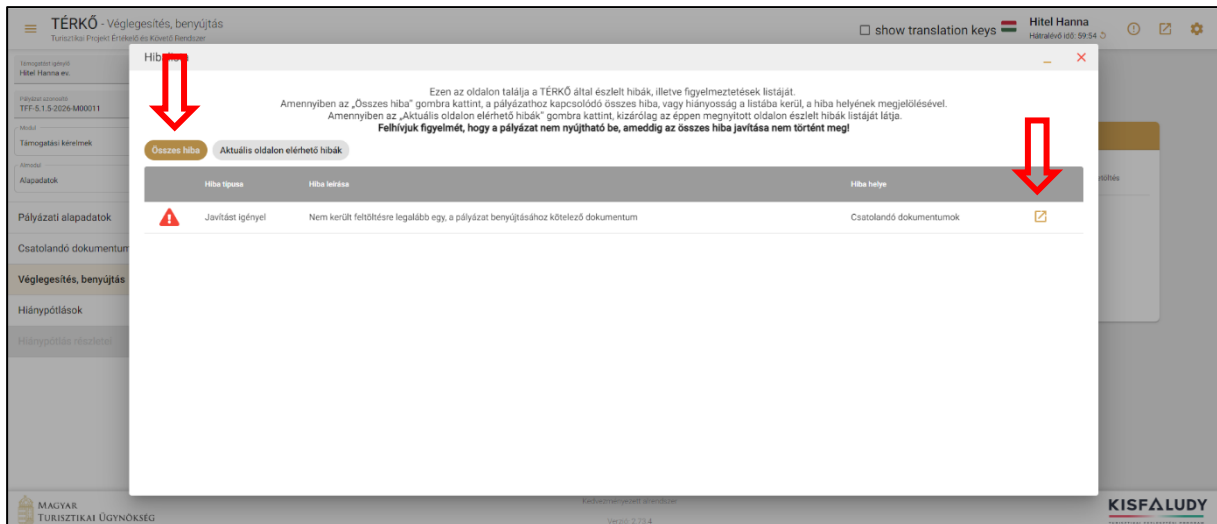 TÉRKŐ - Véglegesítés, benyújtás
Turisztikai Projekt Értékelő és Követő Rendszer
show translation keys
Hitel Hanna
Hátralévő idő: 59:54
Támogatást igénylő
Hitel Hanna ev.
Pályázat azonosító
TFF-5.1.5-2026-M00011
Modul
Támogatási kérelmek
Almodul
Alapadatok
Pályázati alapadatok
Csatolandó dokumentum
Véglegesítés, benyújtás
Hiánypótlások
Hiánypótlás részletei
Ezen az oldalon találja a TÉRKŐ által észlelt hibák, illetve figyelmeztetések listáját.
Amennyiben az „Összes hiba” gombra kattint, a pályázathoz kapcsolódó összes hiba, vagy hiányosság a listába kerül, a hiba helyének megjelölésével.
Amennyiben az „Aktuális oldalon elérhető hibák” gombra kattint, kizárólag az éppen megnyitott oldalon észlelt hibák listáját látja.
Felhívjuk figyelmét, hogy a pályázat nem nyújtható be, ameddig az összes hiba javítása nem történt meg!
Összes hiba
Aktuális oldalon elérhető hibák
Hiba típusa
Hiba leírása
Hiba helye
Javítást igényel
Nem került feltöltésre legalább egy, a pályázat benyújtásához kötelező dokumentum
Csatolandó dokumentumok
MAGYAR
TURISZTIKAI ÜGYNÖKSÉG
Kedvezményezett alrendszer
Verzió: 2.23.4
KISFALUDY